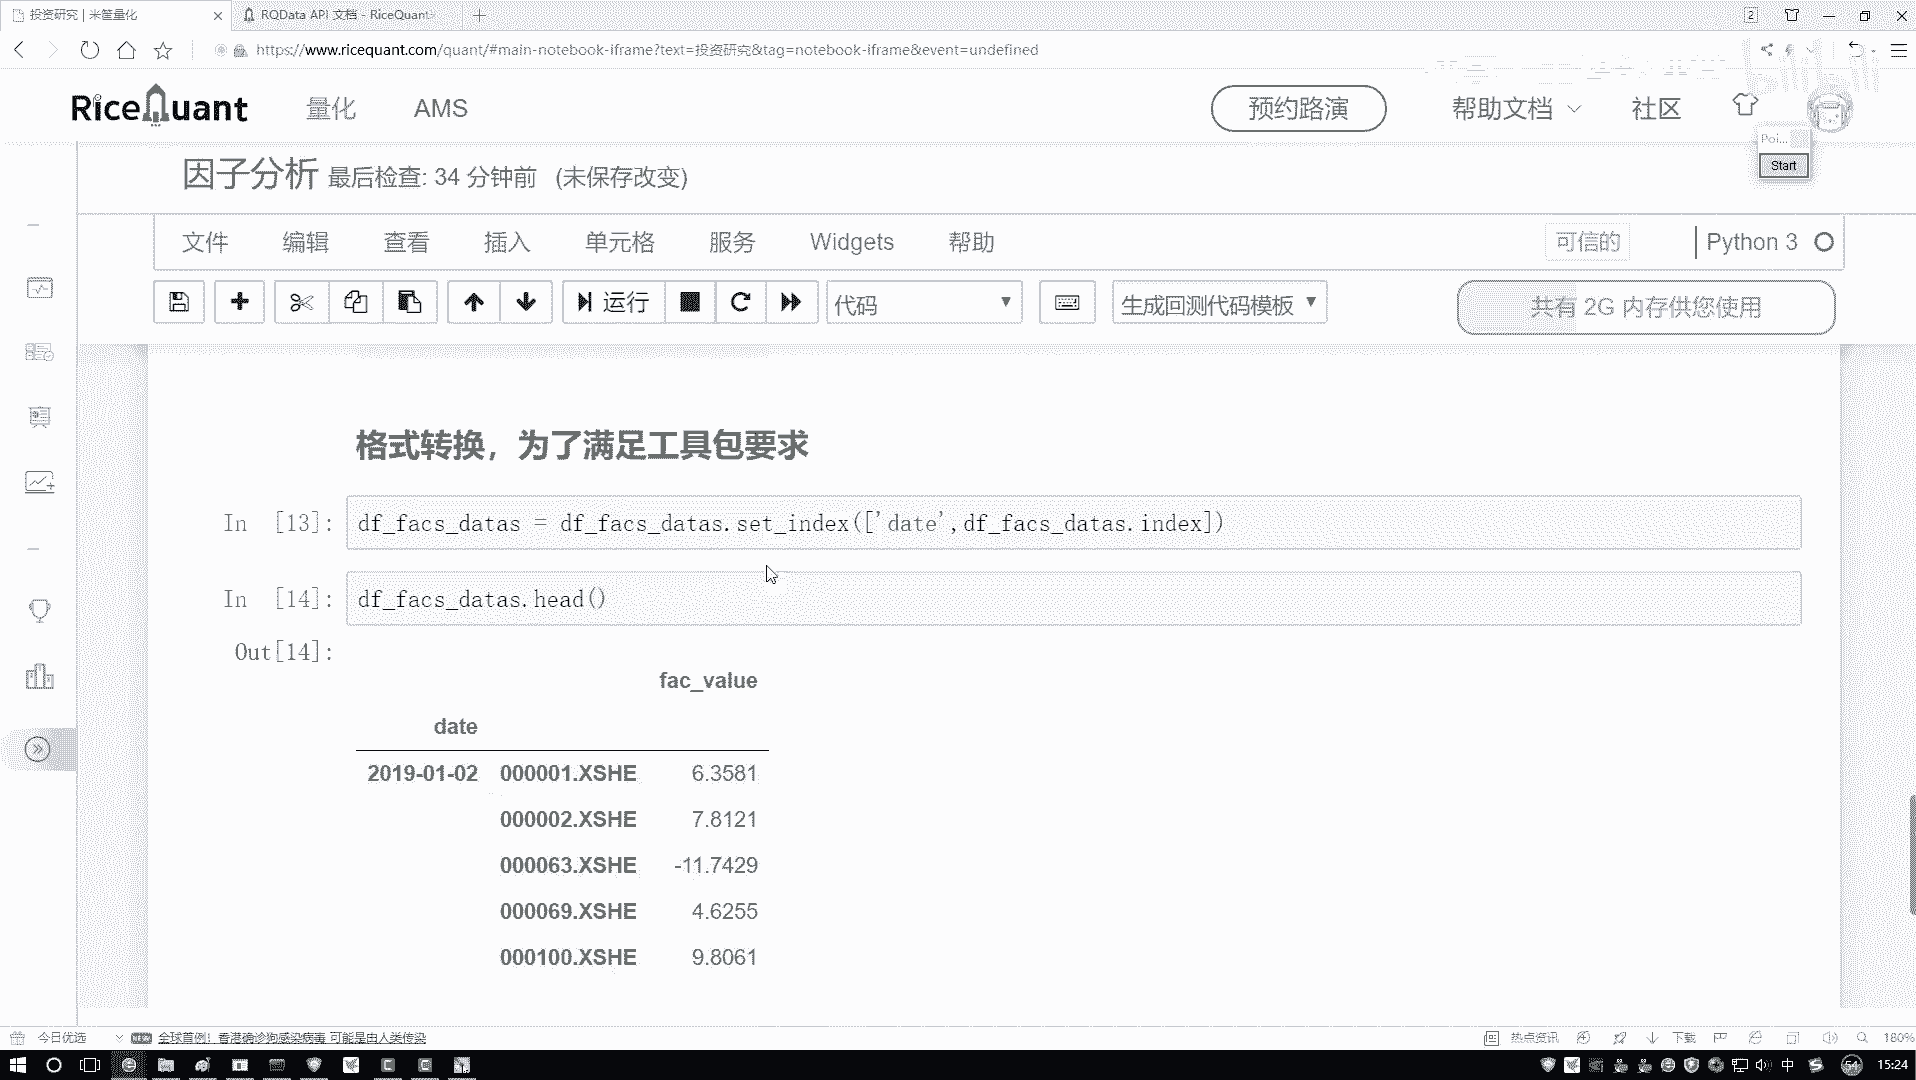 投资研究 | 米筐量化
RQData API 文档 - RiceQuant
2
https://www.ricequant.com/quant/#main-notebook-iframe?text=投资研究&tag=notebook-iframe&event=undefined
bilibili
RiceQuant 量化 AMS 预约路演 帮助文档 社区
Poi...
Start
因子分析 最后检查: 34 分钟前 (未保存改变)
文件 编辑 查看 插入 单元格 服务 Widgets 帮助 可信的 Python 3
运行 代码 生成回测代码模板 共有 2G 内存供您使用
格式转换，为了满足工具包要求
In [13]: df_facs_datas = df_facs_datas.set_index(['date',df_facs_datas.index])
In [14]: df_facs_datas.head()
Out[14]:
fac_value
date
2019-01-02 000001.XSHE 6.3581
000002.XSHE 7.8121
000063.XSHE -11.7429
000069.XSHE 4.6255
000100.XSHE 9.8061
今日优选 NEW 全球首例！香港确诊狗感染病毒 可能是由人类传染 热点资讯 下载 180%
中 54 15:24